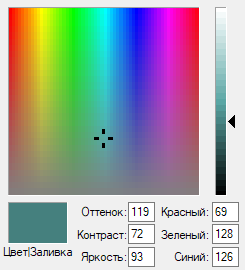 Оттенок: 119 Красный: 69
Контраст: 72 Зеленый: 128
Цвет|Заливка
Яркость: 93 Синий: 126